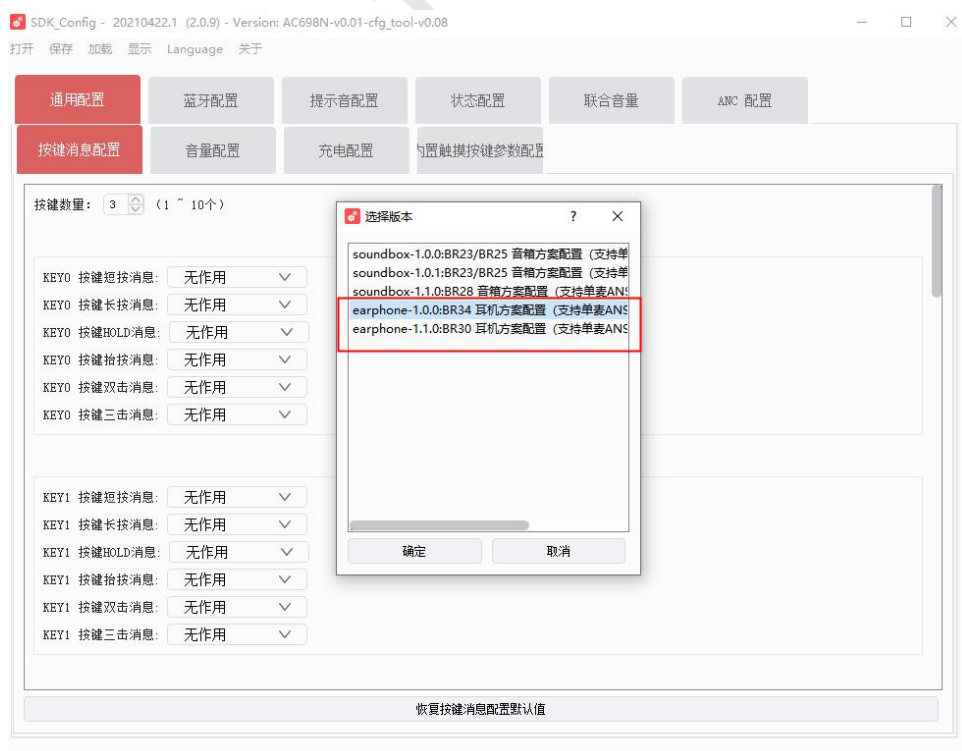 SDK_Config - 20210422.1 (2.0.9) - Version: AC698N-v0.01-cfg_tool-v0.08
打开 保存 加载 显示 Language 关于
通用配置 蓝牙配置 提示音配置 状态配置 联合音量 ANC 配置
按键消息配置 音量配置 充电配置 内置触摸按键参数配置
按键数量: 3 (1 ~ 10个)
KEY0 按键短按消息: 无作用
KEY0 按键长按消息: 无作用
KEY0 按键HOLD消息: 无作用
KEY0 按键抬按消息: 无作用
KEY0 按键双击消息: 无作用
KEY0 按键三击消息: 无作用
KEY1 按键短按消息: 无作用
KEY1 按键长按消息: 无作用
KEY1 按键HOLD消息: 无作用
KEY1 按键抬按消息: 无作用
KEY1 按键双击消息: 无作用
KEY1 按键三击消息: 无作用
选择版本 ?
soundbox-1.0.0:BR23/BR25 音箱方案配置 (支持单
soundbox-1.0.1:BR23/BR25 音箱方案配置 (支持单
soundbox-1.1.0:BR28 音箱方案配置 (支持单麦ANS
earphone-1.0.0:BR34 耳机方案配置 (支持单麦ANS
earphone-1.1.0:BR30 耳机方案配置 (支持单麦ANS
确定 取消
恢复按键消息配置默认值